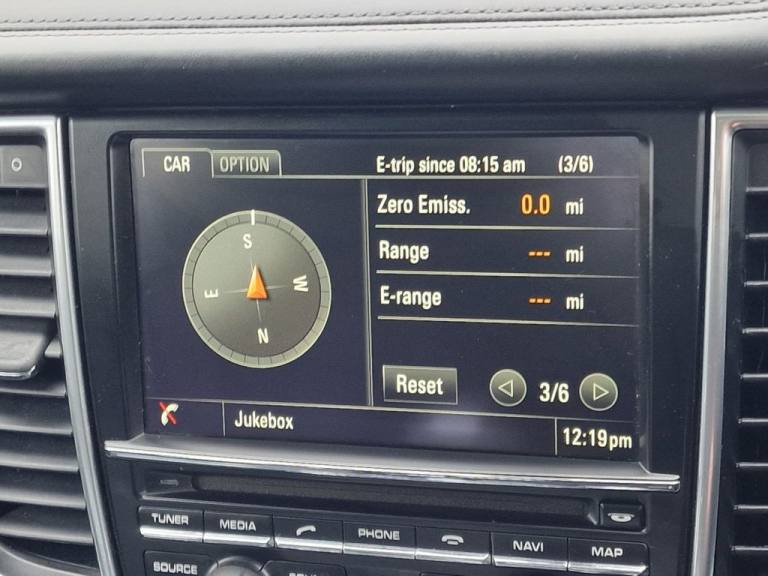 CAR OPTION E-trip since 08:15 am (3/6)
Zero Emiss. 0.0 mi
Range --- mi
E-range --- mi
S
E W
N
Reset 3/6
Jukebox
12:19pm
TUNER MEDIA PHONE NAVI MAP
SOURCE